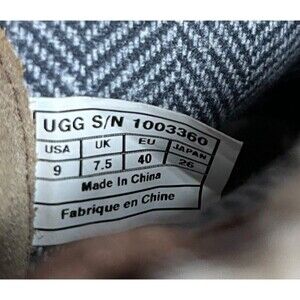 UGG S/N 1003360
USA UK EU JAPAN
9 7.5 40 26
Made In China
Fabrique en Chine